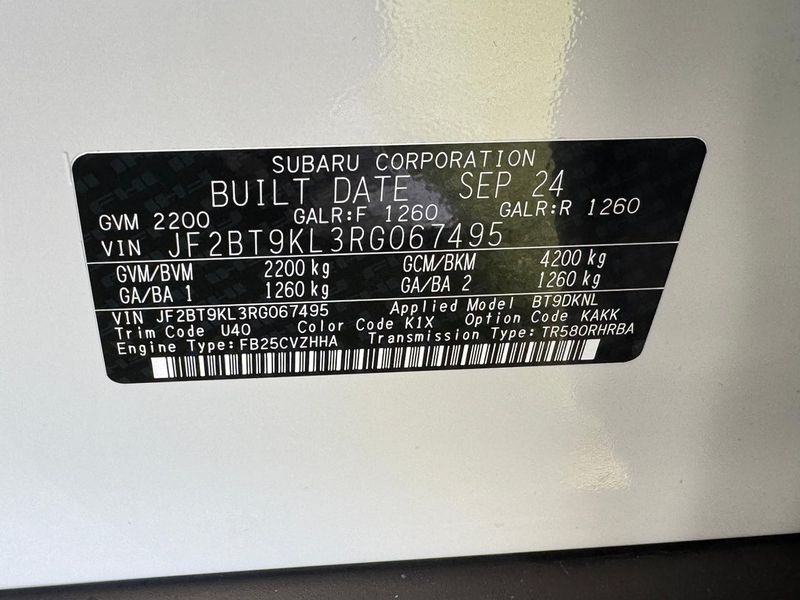 SUBARU CORPORATION
BUILT DATE SEP 24
GVM 2200 GALR:F 1260 GALR:R 1260
VIN JF2BT9KL3RG067495
GVM/BVM 2200 kg GCM/BKM 4200 kg
GA/BA 1 1260 kg GA/BA 2 1260 kg
VIN JF2BT9KL3RG067495 Applied Model BT9DKNL
Trim Code U40 Color Code K1X Option Code KAKK
Engine Type:FB25CVZHHA Transmission Type:TR580RHRBA